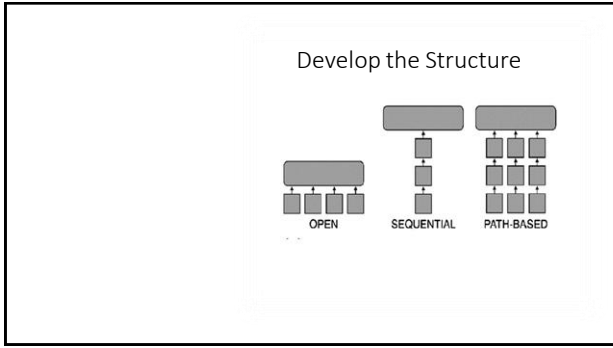 Develop the Structure
OPEN
SEQUENTIAL
PATH-BASED